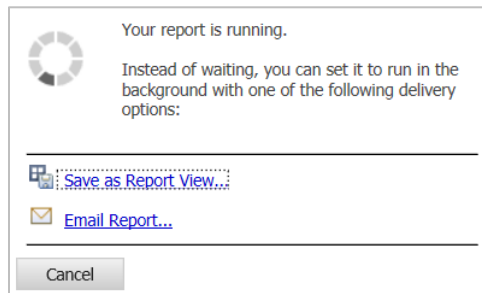 Your report is running.
Instead of waiting, you can set it to run in the
background with one of the following delivery
options:
Save as Report View...
Email Report...
Cancel